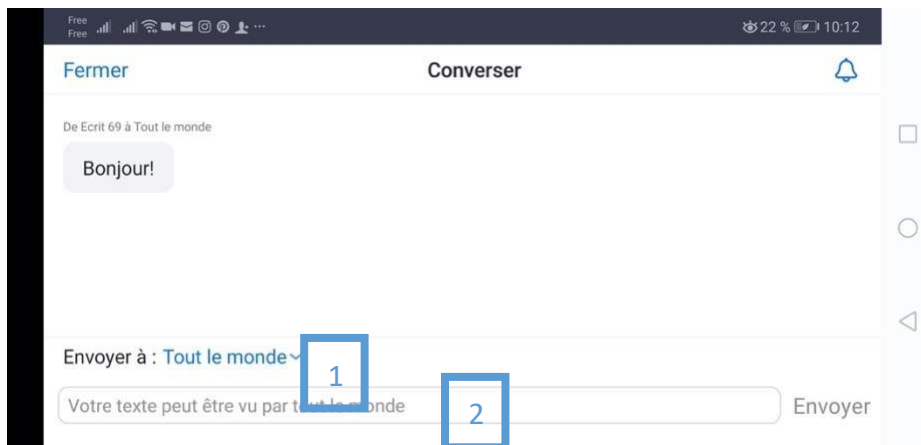 Free
Free
22 % 10:12
Fermer Converser
De Ecrit 69 à Tout le monde
Bonjour!
Envoyer à : Tout le monde
1
Votre texte peut être vu par tout le monde
2
Envoyer